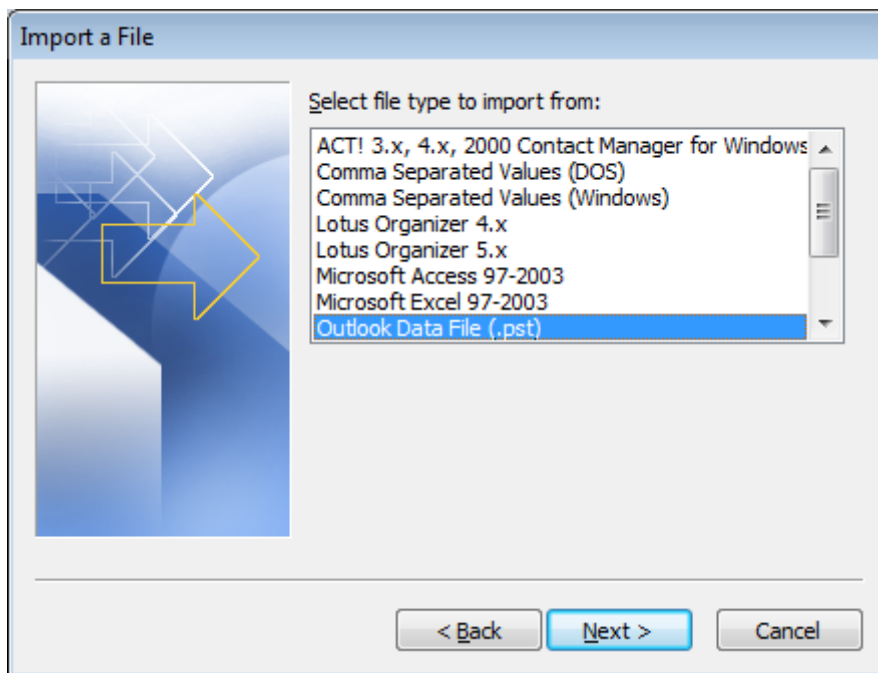 Import a File
Select file type to import from:
ACT! 3.x, 4.x, 2000 Contact Manager for Windows
Comma Separated Values (DOS)
Comma Separated Values (Windows)
Lotus Organizer 4.x
Lotus Organizer 5.x
Microsoft Access 97-2003
Microsoft Excel 97-2003
Outlook Data File (.pst)
< Back Next > Cancel